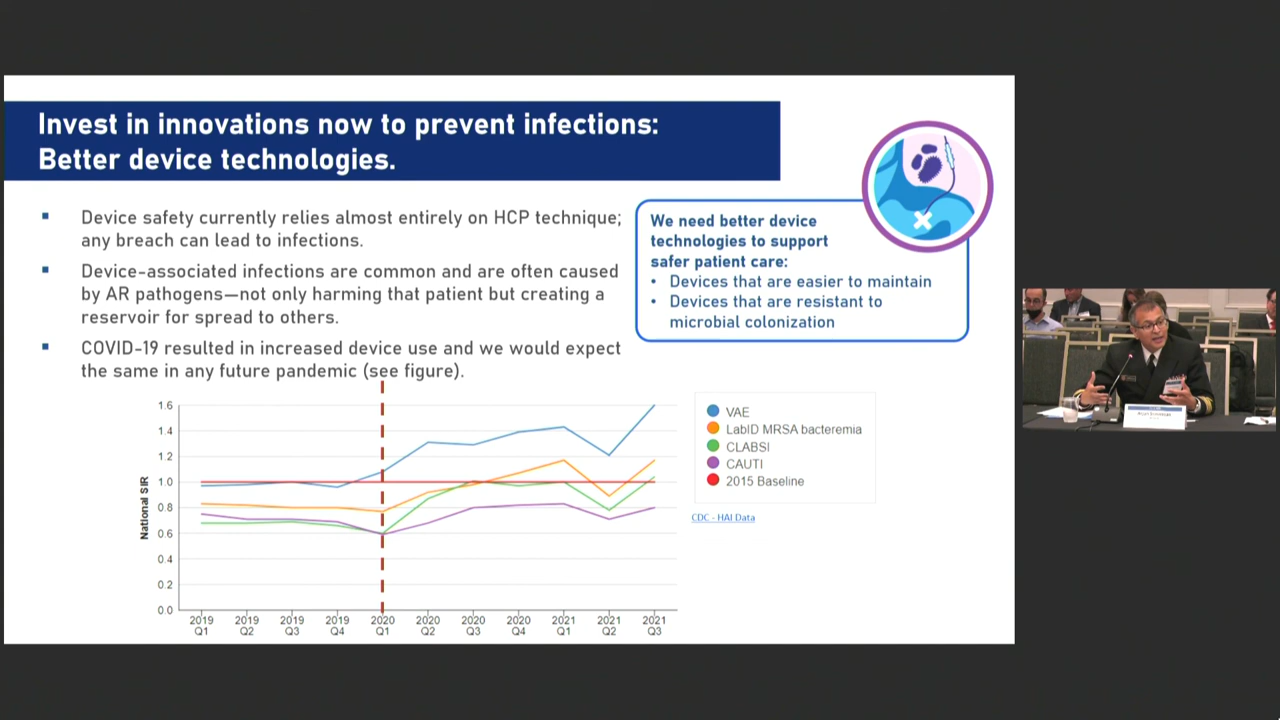 Invest in innovations now to prevent infections:
Better device technologies.
▪ Device safety currently relies almost entirely on HCP technique;
any breach can lead to infections.
▪ Device-associated infections are common and are often caused
by AR pathogens—not only harming that patient but creating a
reservoir for spread to others.
▪ COVID-19 resulted in increased device use and we would expect
the same in any future pandemic (see figure).
We need better device
technologies to support
safer patient care:
• Devices that are easier to maintain
• Devices that are resistant to
microbial colonization
National SIR
1.6
1.4
1.2
1.0
0.8
0.6
0.4
0.2
0.0
2019 2019 2019 2019 2020 2020 2020 2020 2021 2021 2021
Q1 Q2 Q3 Q4 Q1 Q2 Q3 Q4 Q1 Q2 Q3
VAE
LabID MRSA bacteremia
CLABSI
CAUTI
2015 Baseline
CDC - HAI Data